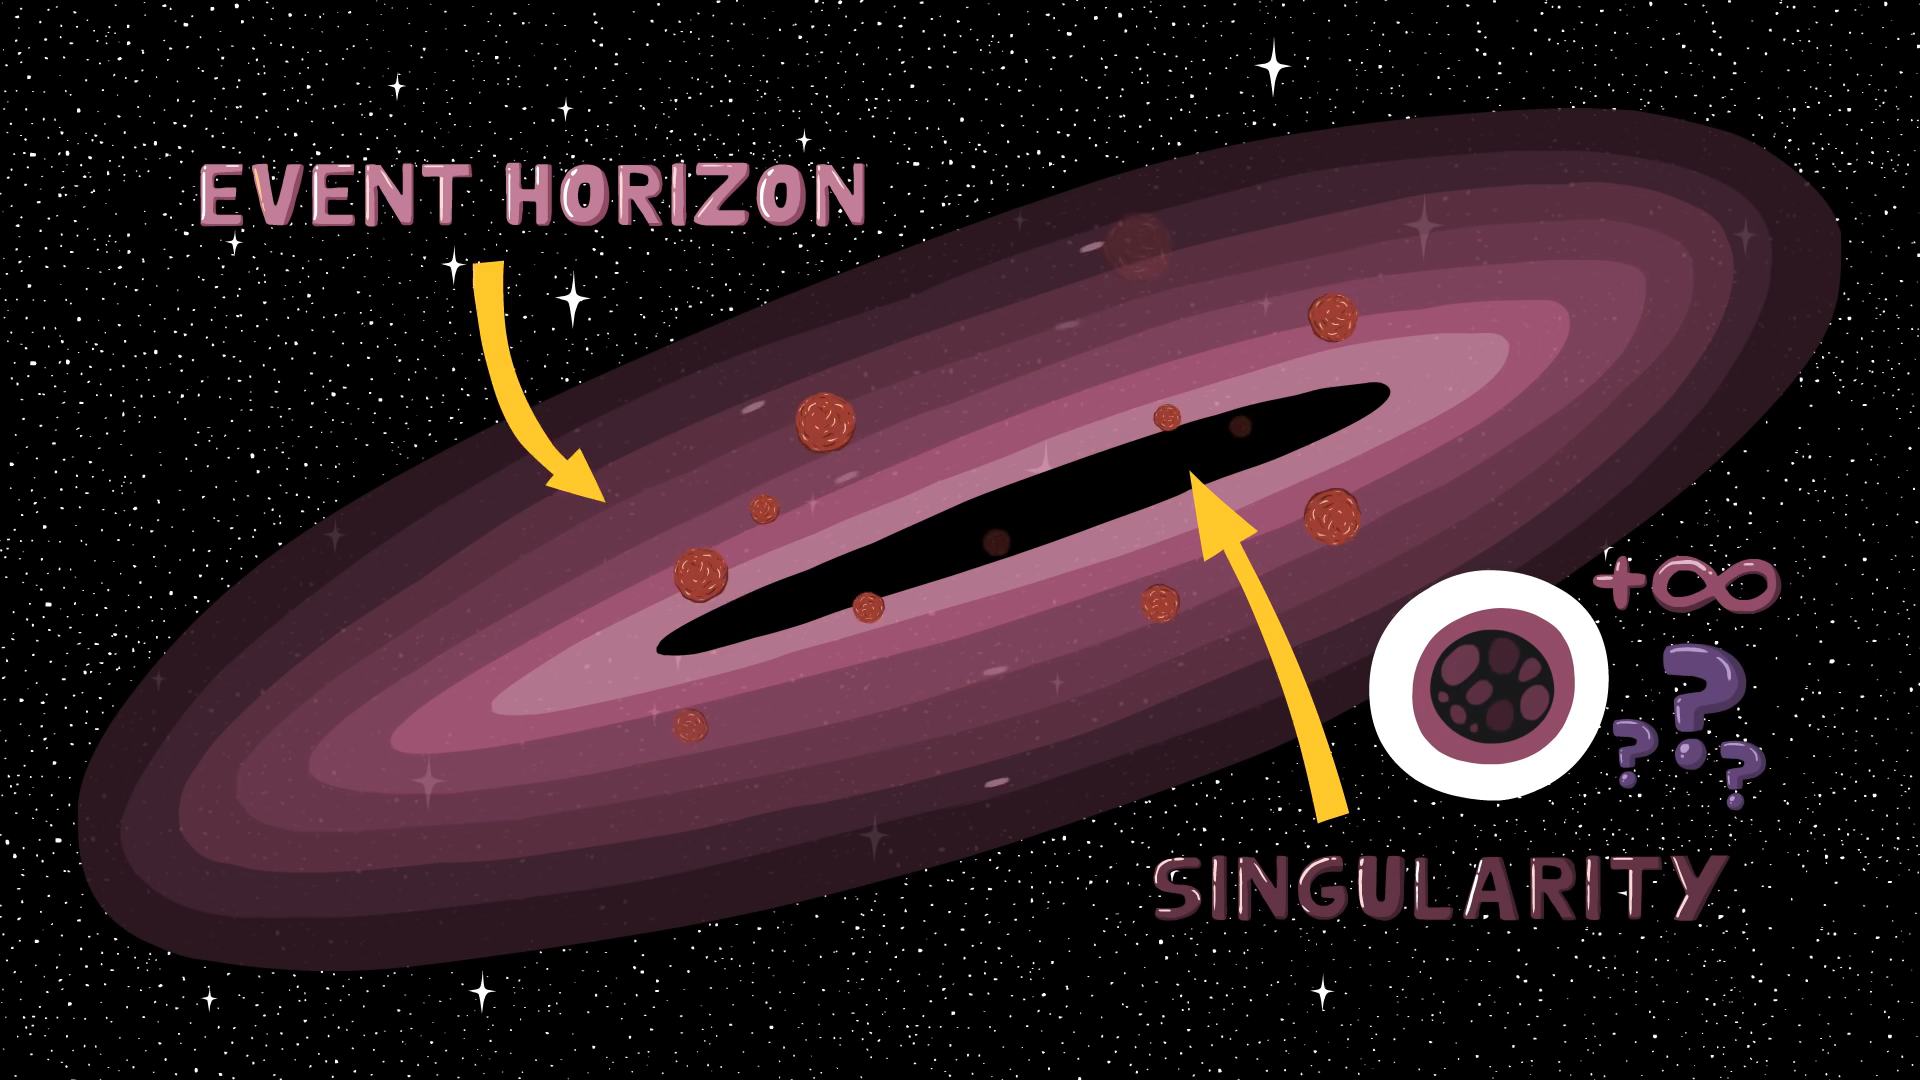 EVENT HORIZON
+∞
?
? ?
SINGULARITY